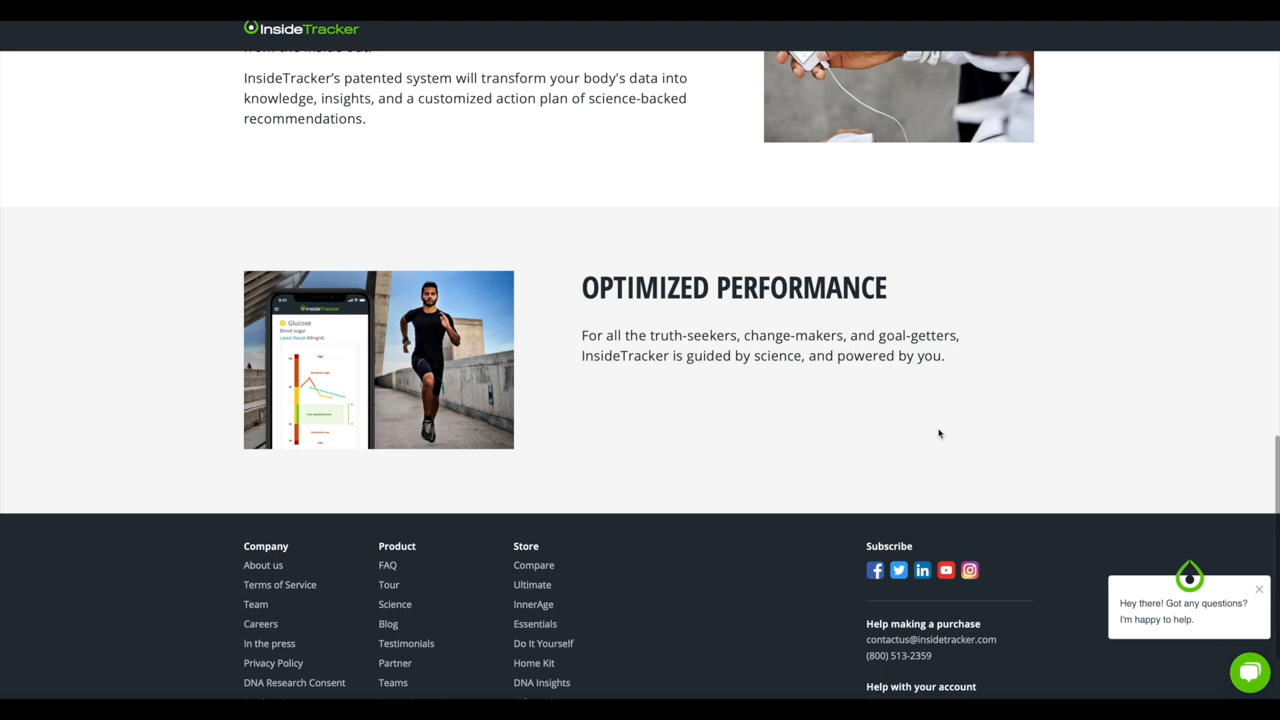 InsideTracker
InsideTracker's patented system will transform your body's data into
knowledge, insights, and a customized action plan of science-backed
recommendations.
9:41
InsideTracker
Glucose
Blood sugar
OPTIMIZED PERFORMANCE
For all the truth-seekers, change-makers, and goal-getters,
InsideTracker is guided by science, and powered by you.
Company
About us
Terms of Service
Team
Careers
In the press
Privacy Policy
DNA Research Consent
Product
FAQ
Tour
Science
Blog
Testimonials
Partner
Teams
Store
Compare
Ultimate
InnerAge
Essentials
Do It Yourself
Home Kit
DNA Insights
Subscribe
Help making a purchase
contactus@insidetracker.com
(800) 513-2359
Help with your account
Hey there! Got any questions?
I'm happy to help.